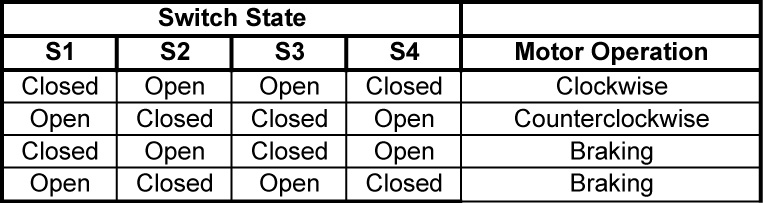 Switch State
S1 S2 S3 S4 Motor Operation
Closed Open Open Closed Clockwise
Open Closed Closed Open Counterclockwise
Closed Open Closed Open Braking
Open Closed Open Closed Braking